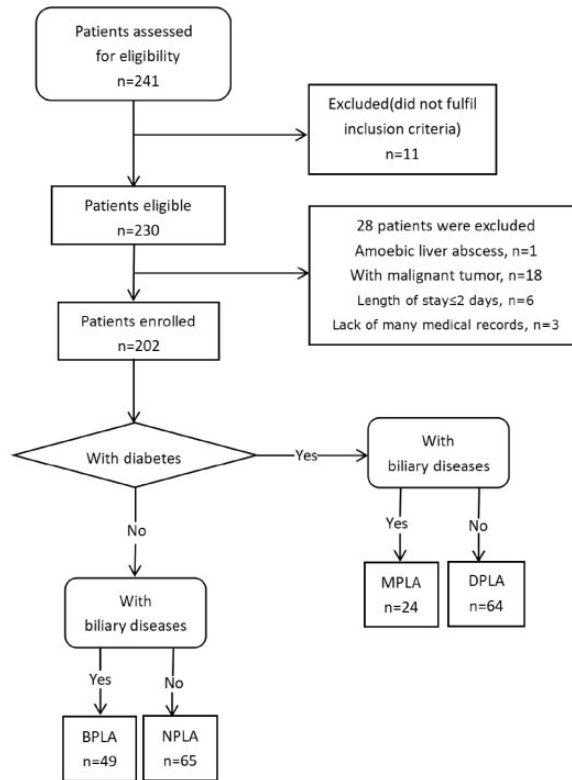 Patients assessed
for eligibility
n=241
Excluded(did not fulfil
inclusion criteria)
n=11
Patients eligible
n=230
28 patients were excluded
Amoebic liver abscess, n=1
With malignant tumor, n=18
Length of stay≤2 days, n=6
Lack of many medical records, n=3
Patients enrolled
n=202
With diabetes
Yes
With
biliary diseases
No
Yes
No
MPLA
n=24
DPLA
n=64
With
biliary diseases
Yes
No
BPLA
n=49
NPLA
n=65